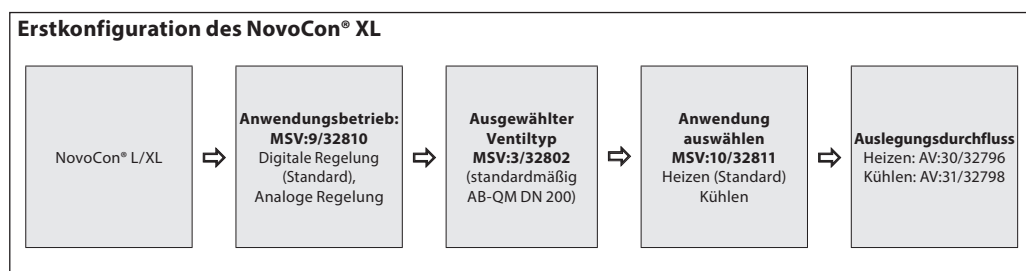 Erstkonfiguration des NovoCon® XL
NovoCon® L/XL
Anwendungsbetrieb:
MSV:9/32810
Digitale Regelung
(Standard),
Analoge Regelung
Ausgewählter
Ventiltyp
MSV:3/32802
(standardmäßig
AB-QM DN 200)
Anwendung
auswählen
MSV:10/32811
Heizen (Standard)
Kühlen
Auslegungsdurchfluss
Heizen: AV:30/32796
Kühlen: AV:31/32798